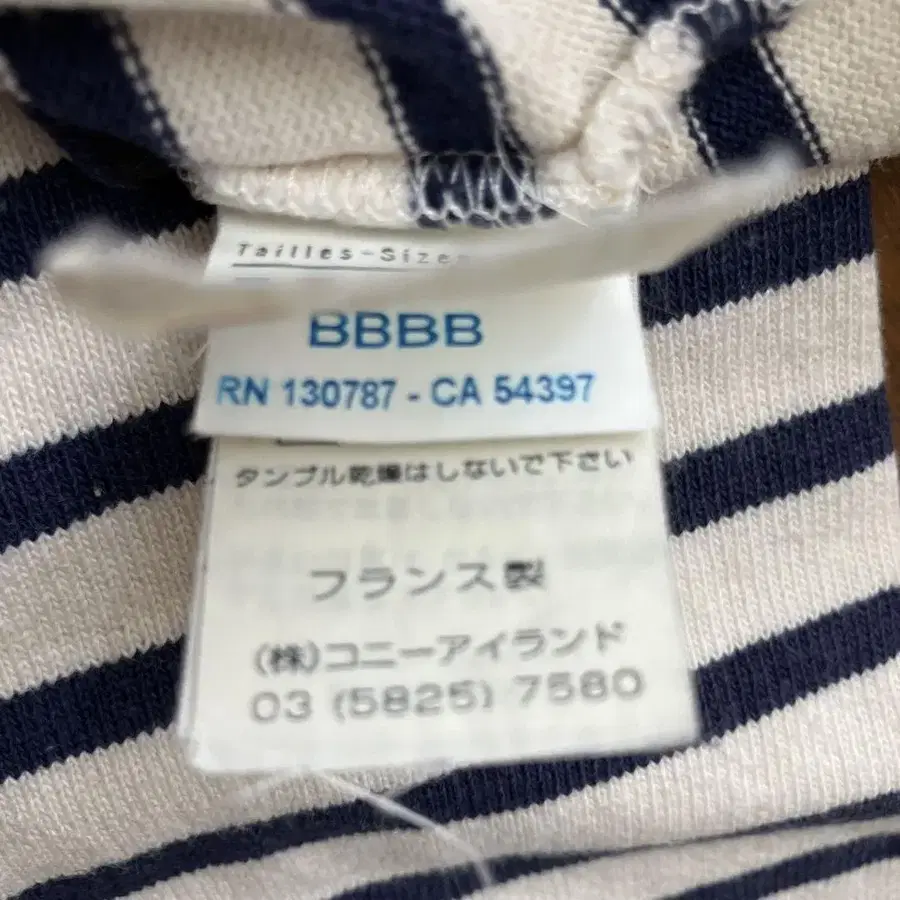 Tailles-Sizes
BBBB
RN 130787 - CA 54397
タンブル乾燥はしないで下さい
フランス製
(株)コニーアイランド
03 (5825) 7580